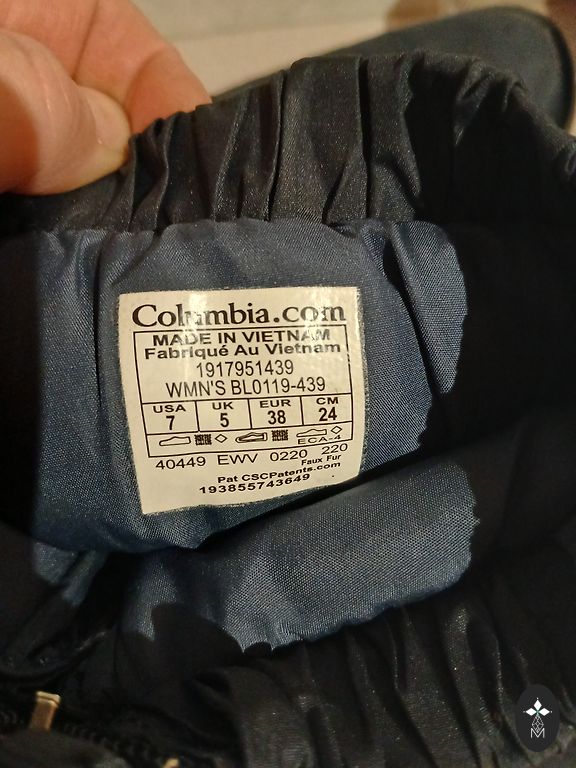 Columbia.com
MADE IN VIETNAM
Fabriqué Au Vietnam
1917951439
WMN'S BL0119-439
USA UK EUR CM
7 5 38 24
ECA-4
40449 EWV 0220 220
Faux Fur
Pat CSCPatents.com
193855743649
M